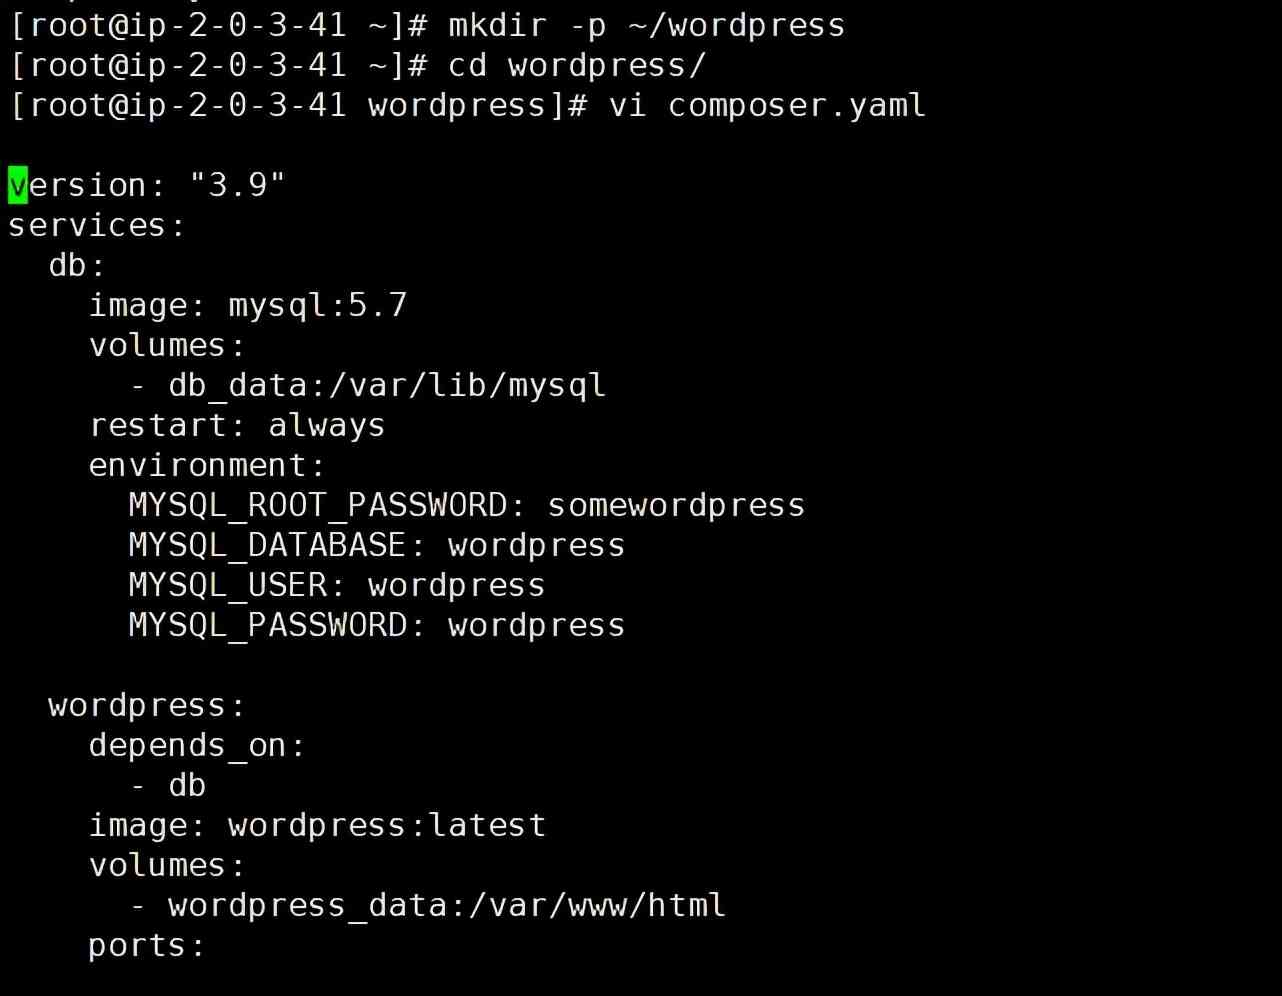 [root@ip-2-0-3-41 ~]# mkdir -p ~/wordpress
[root@ip-2-0-3-41 ~]# cd wordpress/
[root@ip-2-0-3-41 wordpress]# vi composer.yaml
version: "3.9"
services:
  db:
    image: mysql:5.7
    volumes:
      - db_data:/var/lib/mysql
    restart: always
    environment:
      MYSQL_ROOT_PASSWORD: somewordpress
      MYSQL_DATABASE: wordpress
      MYSQL_USER: wordpress
      MYSQL_PASSWORD: wordpress
  wordpress:
    depends_on:
      - db
    image: wordpress:latest
    volumes:
      - wordpress_data:/var/www/html
    ports: